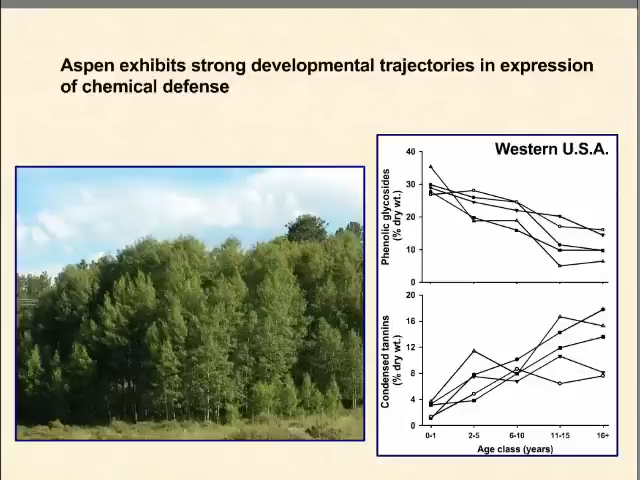 Aspen exhibits strong developmental trajectories in expression
of chemical defense
Western U.S.A.
Phenolic glycosides
(% dry wt.)
40
30
20
10
0
Condensed tannins
(% dry wt.)
20
16
12
8
4
0
0-1 2-5 6-10 11-15 16+
Age class (years)